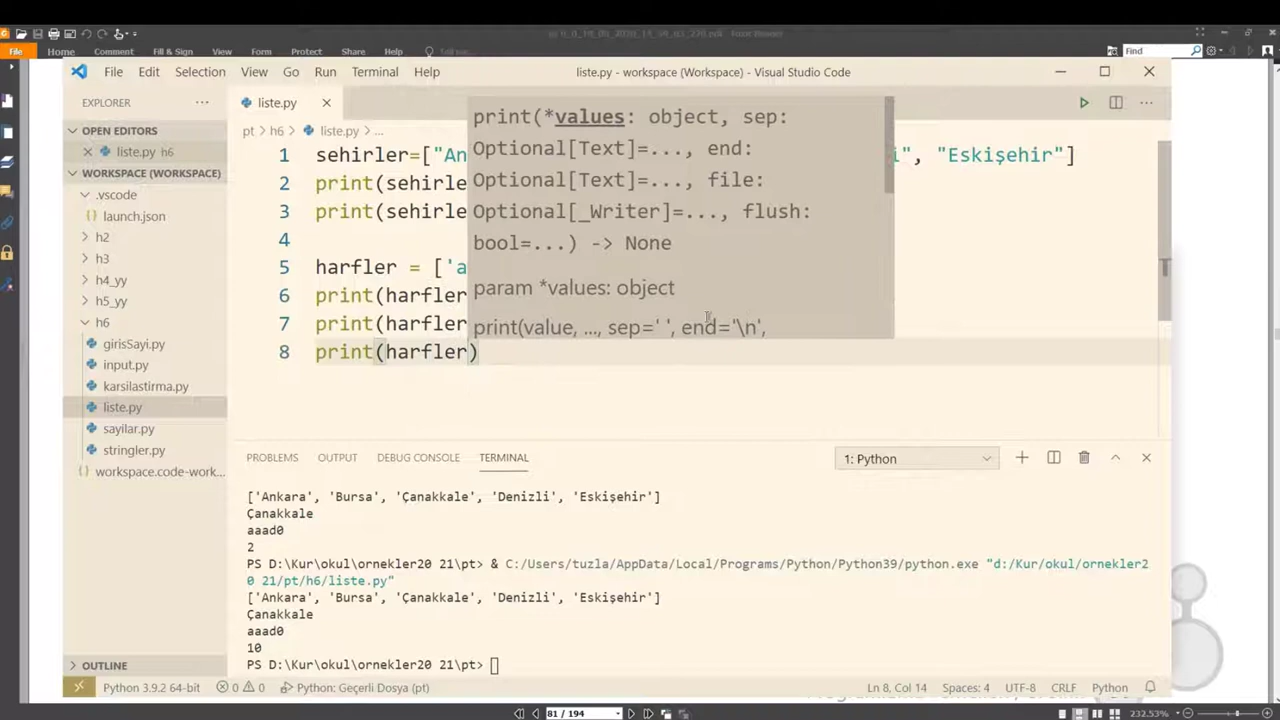 File Home Comment Fill & Sign View Form Protect Share Help
Find
File Edit Selection View Go Run Terminal Help
liste.py - workspace (Workspace) - Visual Studio Code
EXPLORER
OPEN EDITORS
liste.py h6
WORKSPACE (WORKSPACE)
.vscode
launch.json
h2
h3
h4_yy
h5_yy
h6
girisSayi.py
input.py
karsilastirma.py
liste.py
sayilar.py
stringler.py
workspace.code-work...
OUTLINE
liste.py
pt > h6 > liste.py > ...
1 sehirler=["An i", "Eskişehir"]
2 print(sehirle
3 print(sehirle
4
5 harfler = ['a
6 print(harfler
7 print(harfler
8 print(harfler)
print(*values: object, sep:
Optional[Text]=..., end:
Optional[Text]=..., file:
Optional[_Writer]=..., flush:
bool=...) -> None
param *values: object
print(value, ..., sep=' ', end='\n',
PROBLEMS OUTPUT DEBUG CONSOLE TERMINAL
1: Python
['Ankara', 'Bursa', 'Çanakkale', 'Denizli', 'Eskişehir']
Çanakkale
aaad0
2
PS D:\Kur\okul\ornekler20 21\pt> & C:/Users/tuzla/AppData/Local/Programs/Python/Python39/python.exe "d:/Kur/okul/ornekler2
0 21/pt/h6/liste.py"
['Ankara', 'Bursa', 'Çanakkale', 'Denizli', 'Eskişehir']
Çanakkale
aaad0
10
PS D:\Kur\okul\ornekler20 21\pt>
Python 3.9.2 64-bit 0 0 Python: Geçerli Dosya (pt)
Ln 8, Col 14 Spaces: 4 UTF-8 CRLF Python
81 / 194
232.53%